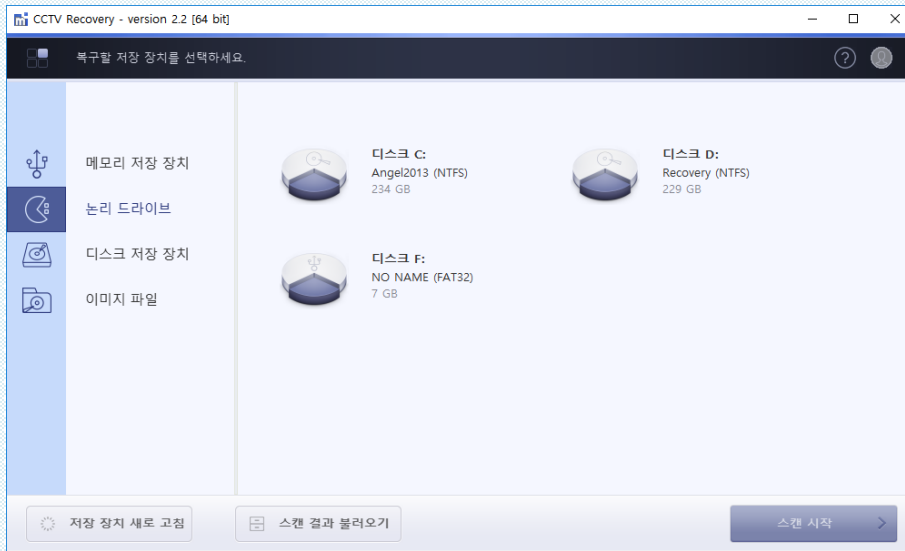 CCTV Recovery - version 2.2 [64 bit]
복구할 저장 장치를 선택하세요.
메모리 저장 장치
논리 드라이브
디스크 저장 장치
이미지 파일
디스크 C:
Angel2013 (NTFS)
234 GB
디스크 D:
Recovery (NTFS)
229 GB
디스크 F:
NO NAME (FAT32)
7 GB
저장 장치 새로 고침
스캔 결과 불러오기
스캔 시작